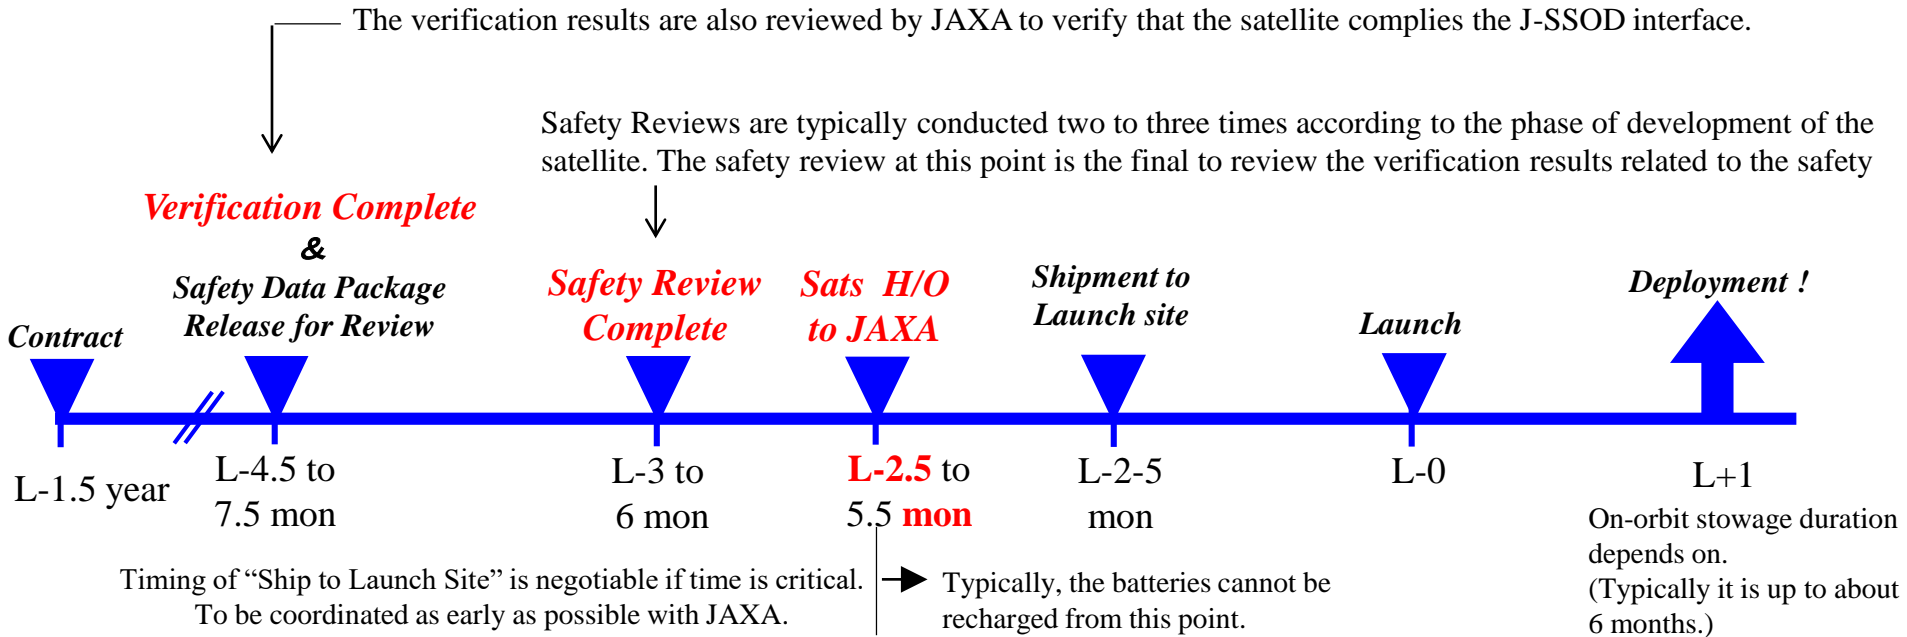 The verification results are also reviewed by JAXA to verify that the satellite complies the J-SSOD interface.
Safety Reviews are typically conducted two to three times according to the phase of development of the
satellite. The safety review at this point is the final to review the verification results related to the safety
Verification Complete
&
Safety Data Package
Release for Review
Contract
Safety Review
Complete
Sats H/O
to JAXA
Shipment to
Launch site
Launch
Deployment !
L-1.5 year
L-4.5 to
7.5 mon
L-3 to
6 mon
L-2.5 to
5.5 mon
L-2-5
mon
L-0
L+1
On-orbit stowage duration
depends on.
(Typically it is up to about
6 months.)
Timing of “Ship to Launch Site” is negotiable if time is critical.
To be coordinated as early as possible with JAXA.
Typically, the batteries cannot be
recharged from this point.